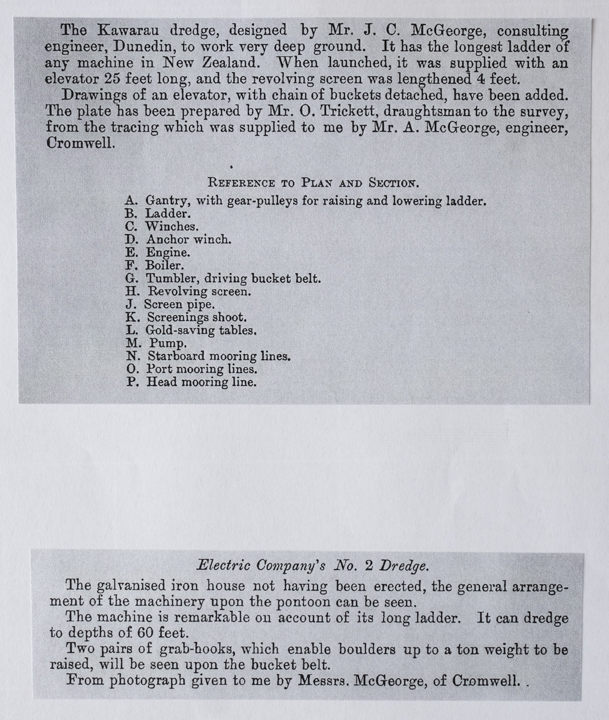 The Kawarau dredge, designed by Mr. J. C. McGeorge, consulting
engineer, Dunedin, to work very deep ground. It has the longest ladder of
any machine in New Zealand. When launched, it was supplied with an
elevator 25 feet long, and the revolving screen was lengthened 4 feet.
Drawings of an elevator, with chain of buckets detached, have been added.
The plate has been prepared by Mr. O. Trickett, draughtsman to the survey,
from the tracing which was supplied to me by Mr. A. McGeorge, engineer,
Cromwell.
REFERENCE TO PLAN AND SECTION.
A. Gantry, with gear-pulleys for raising and lowering ladder.
B. Ladder.
C. Winches.
D. Anchor winch.
E. Engine.
F. Boiler.
G. Tumbler, driving bucket belt.
H. Revolving screen.
J. Screen pipe.
K. Screenings shoot.
L. Gold-saving tables.
M. Pump.
N. Starboard mooring lines.
O. Port mooring lines.
P. Head mooring line.
Electric Company's No. 2 Dredge.
The galvanised iron house not having been erected, the general arrange-
ment of the machinery upon the pontoon can be seen.
The machine is remarkable on account of its long ladder. It can dredge
to depths of 60 feet.
Two pairs of grab-hooks, which enable boulders up to a ton weight to be
raised, will be seen upon the bucket belt.
From photograph given to me by Messrs. McGeorge, of Cromwell.